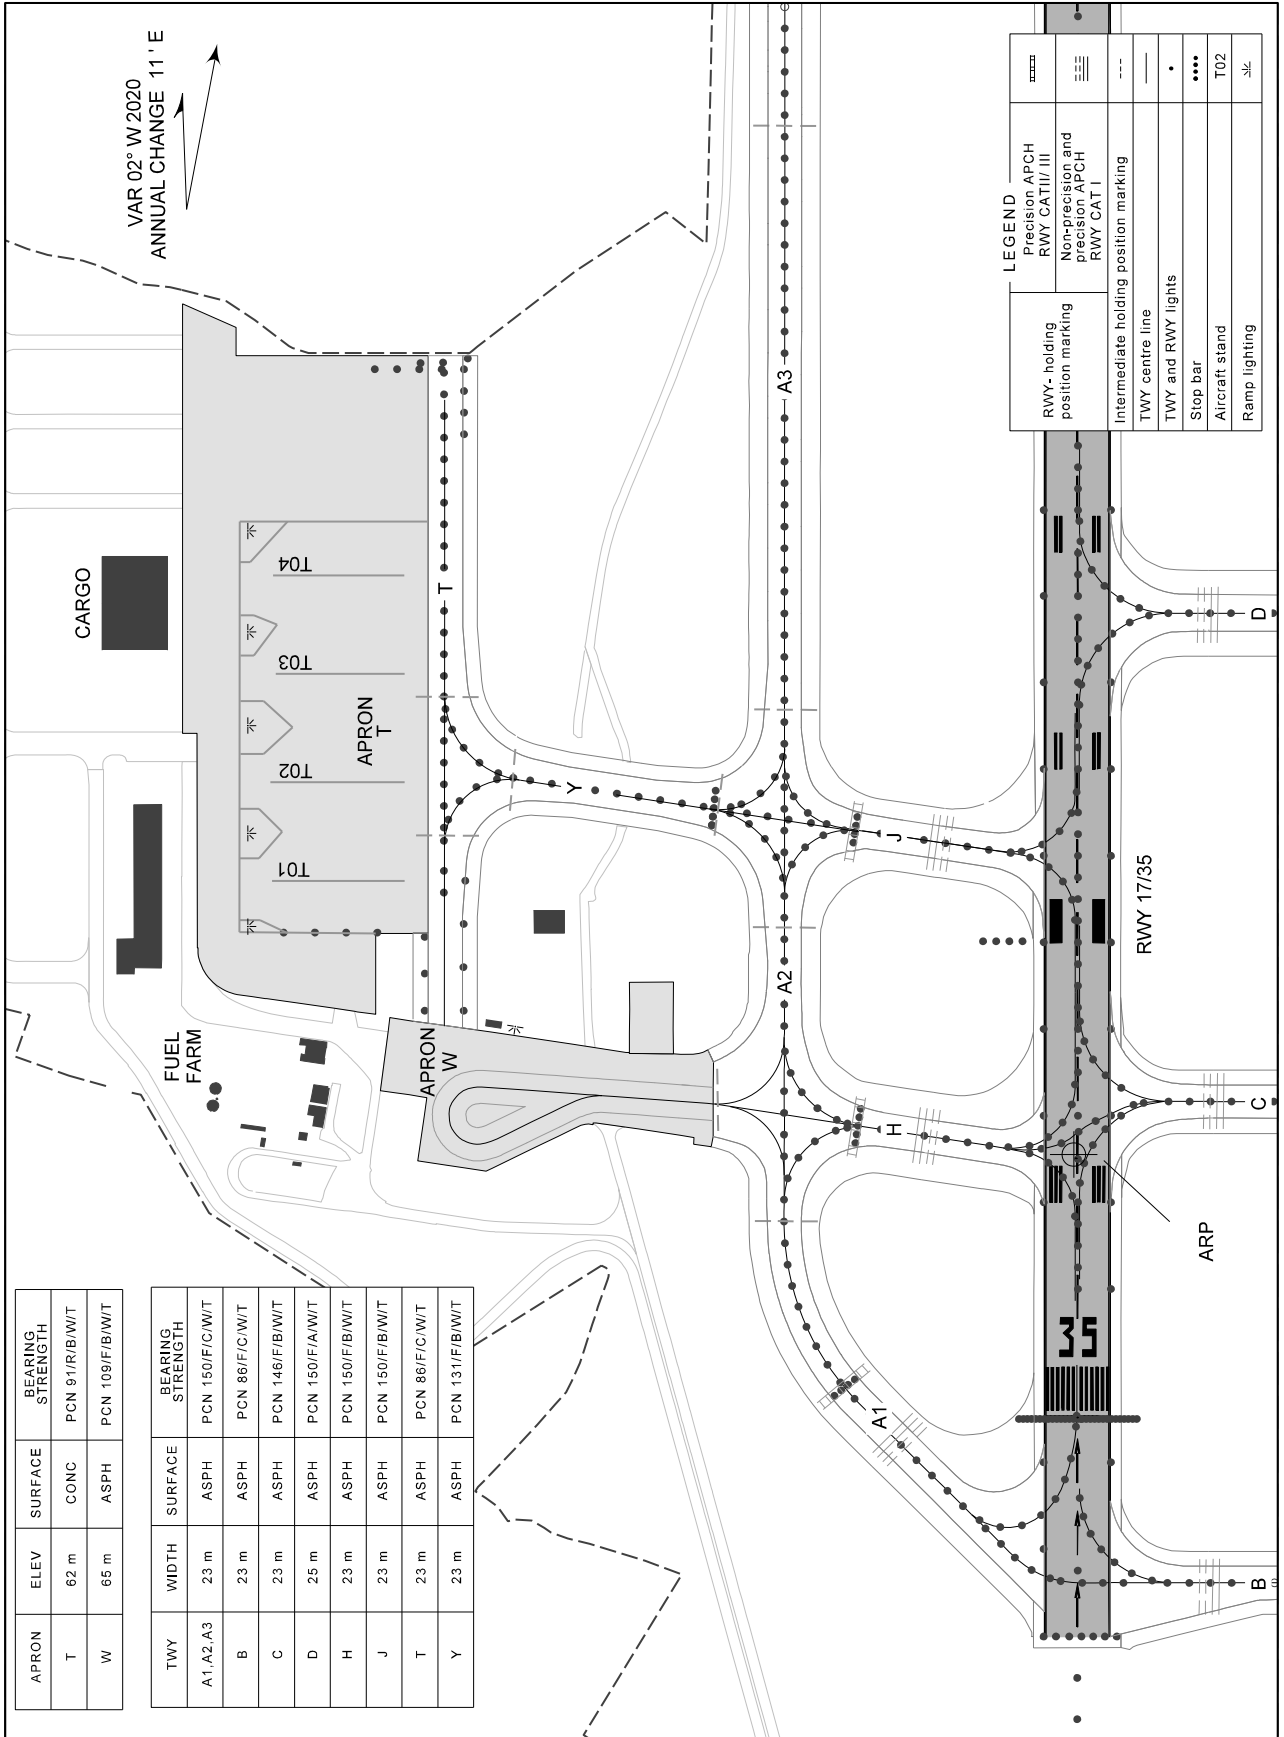 VAR 02° W 2020
ANNUAL CHANGE 11 ' E
LEGEND
RWY- holding
position marking
Precision APCH
RWY CATII/ III
Non-precision and
precision APCH
RWY CAT I
Intermediate holding position marking
TWY centre line
TWY and RWY lights
Stop bar
Aircraft stand
T02
Ramp lighting
CARGO
T04
T03
T02
T01
APRON
T
T
Y
A3
J
A2
D
RWY 17/35
FUEL
FARM
APRON
W
H
C
ARP
35
A1
B
APRON ELEV SURFACE BEARING
STRENGTH
T 62 m CONC PCN 91/R/B/W/T
W 65 m ASPH PCN 109/F/B/W/T
TWY WIDTH SURFACE BEARING
STRENGTH
A1,A2,A3 23 m ASPH PCN 150/F/C/W/T
B 23 m ASPH PCN 86/F/C/W/T
C 23 m ASPH PCN 146/F/B/W/T
D 25 m ASPH PCN 150/F/A/W/T
H 23 m ASPH PCN 150/F/B/W/T
J 23 m ASPH PCN 150/F/B/W/T
T 23 m ASPH PCN 86/F/C/W/T
Y 23 m ASPH PCN 131/F/B/W/T